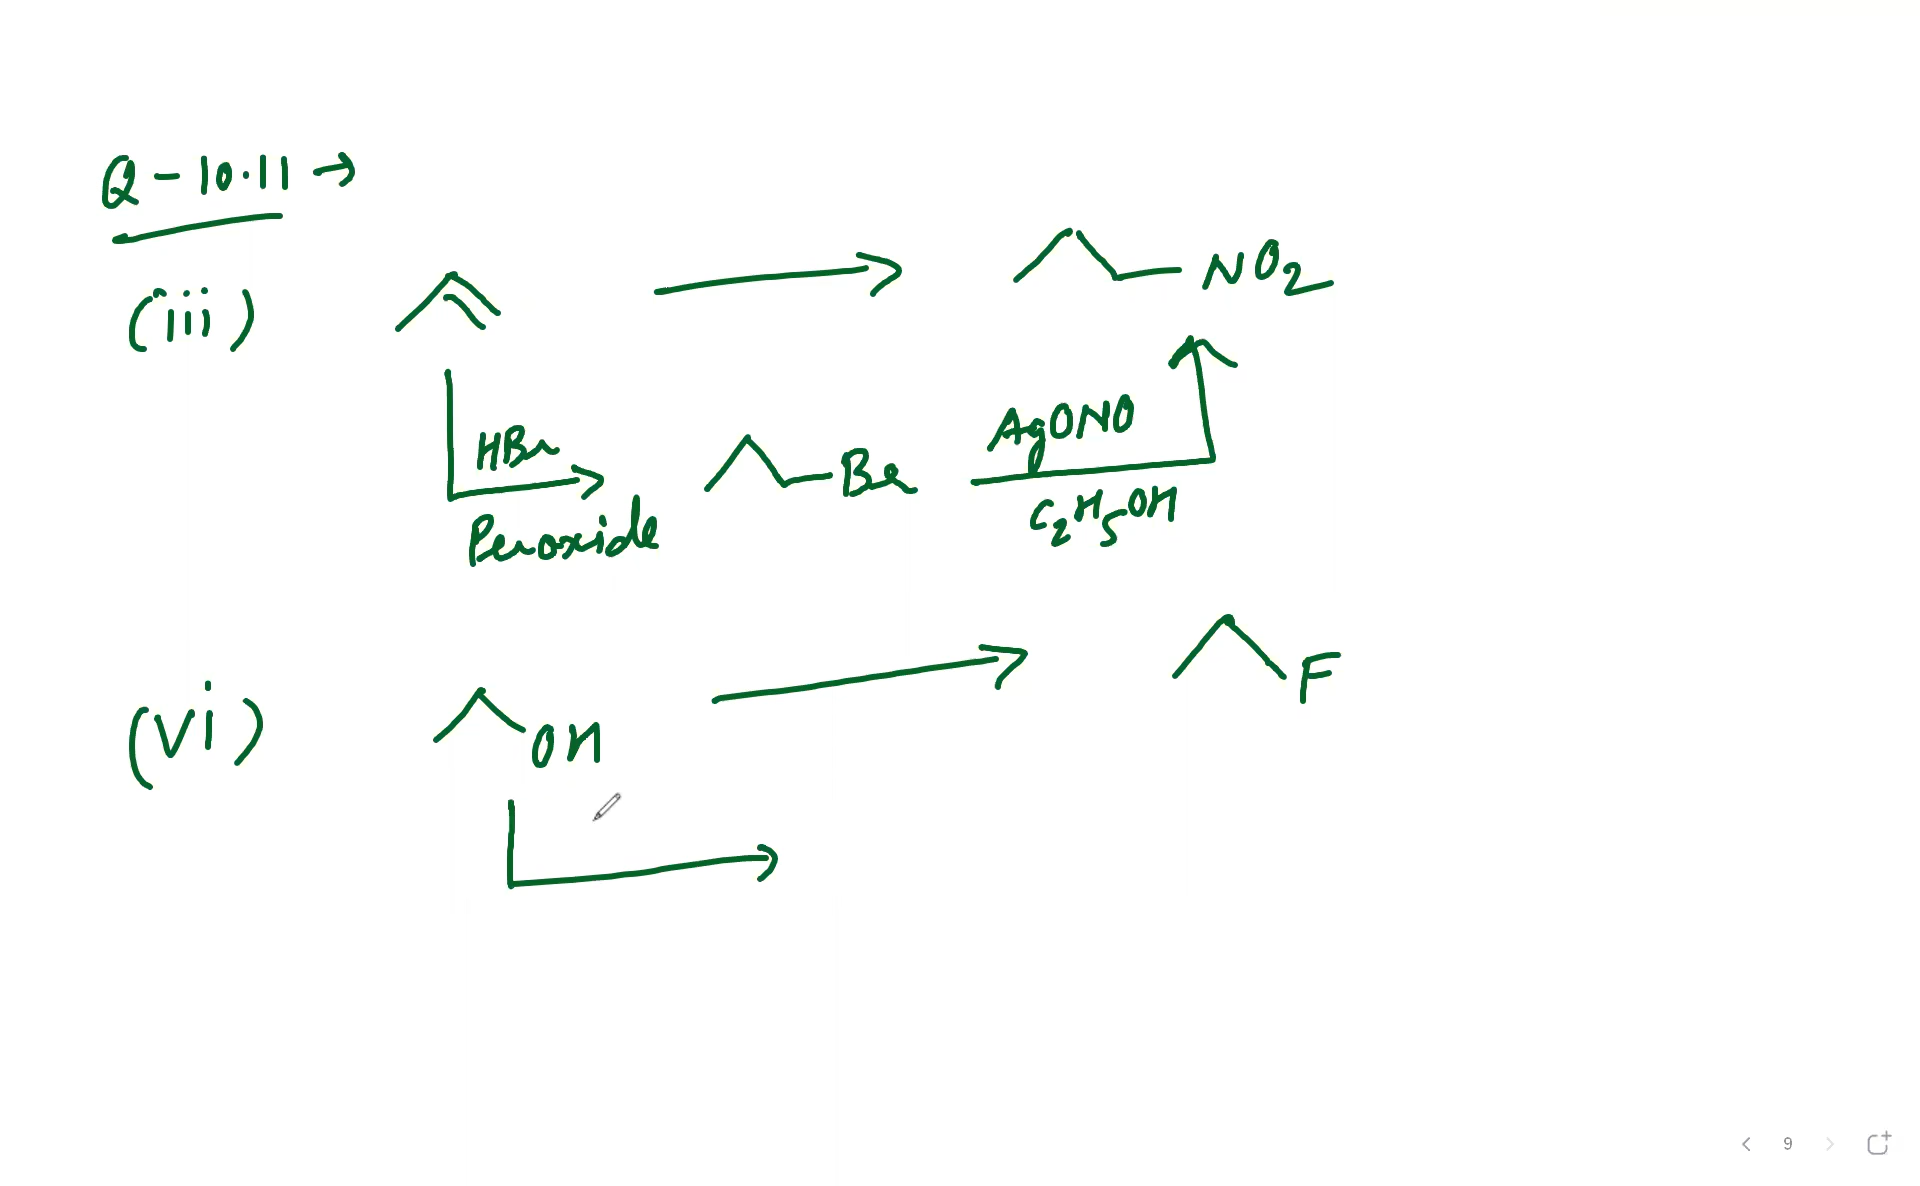 Q - 10.11 →
(iii) → NO2
HBr
Peroxide
Br
AgONO
C2H5OH
(vi) OH → F
9